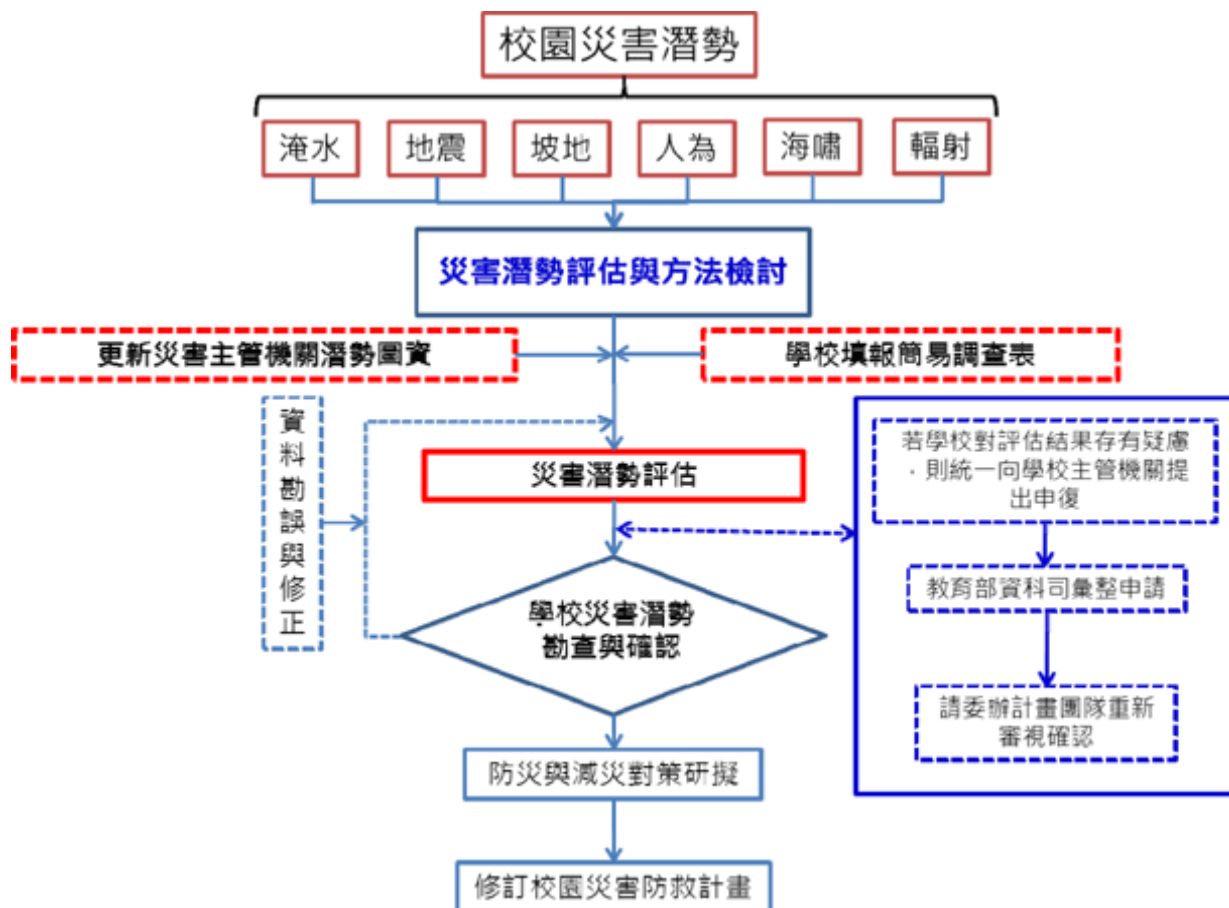 校園災害潛勢
淹水
地震
坡地
人為
海嘯
輻射
災害潛勢評估與方法檢討
更新災害主管機關潛勢圖資
學校填報簡易調查表
資料勘誤與修正
災害潛勢評估
若學校對評估結果存有疑慮
，則統一向學校主管機關提
出申復
教育部資科司彙整申請
學校災害潛勢
勘查與確認
請委辦計畫團隊重新
審視確認
防災與減災對策研擬
修訂校園災害防救計畫